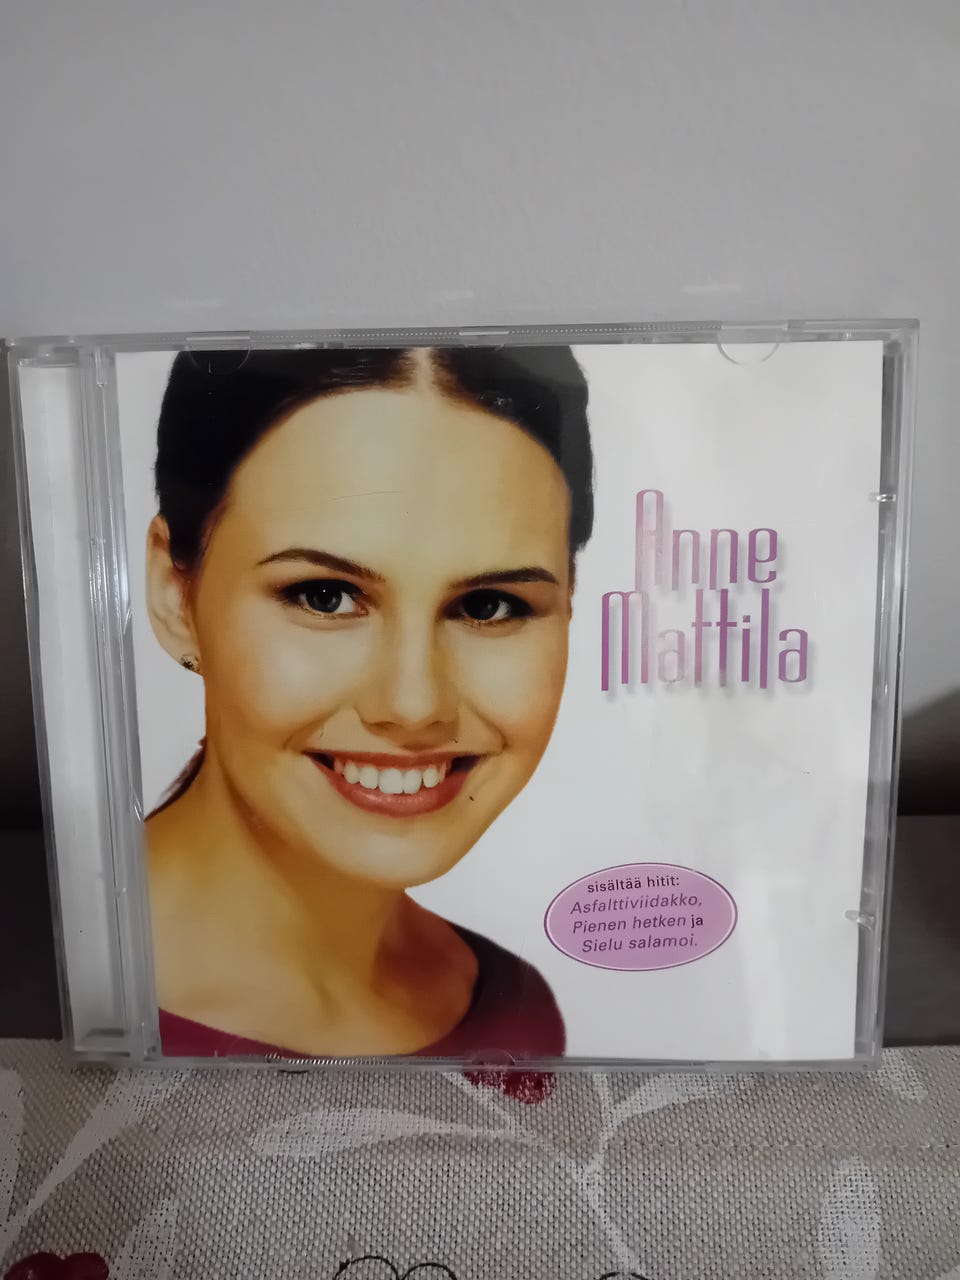 Anne
Mattila
sisältää hitit:
Asfalttiviidakko,
Pienen hetken ja
Sielu salamoi.